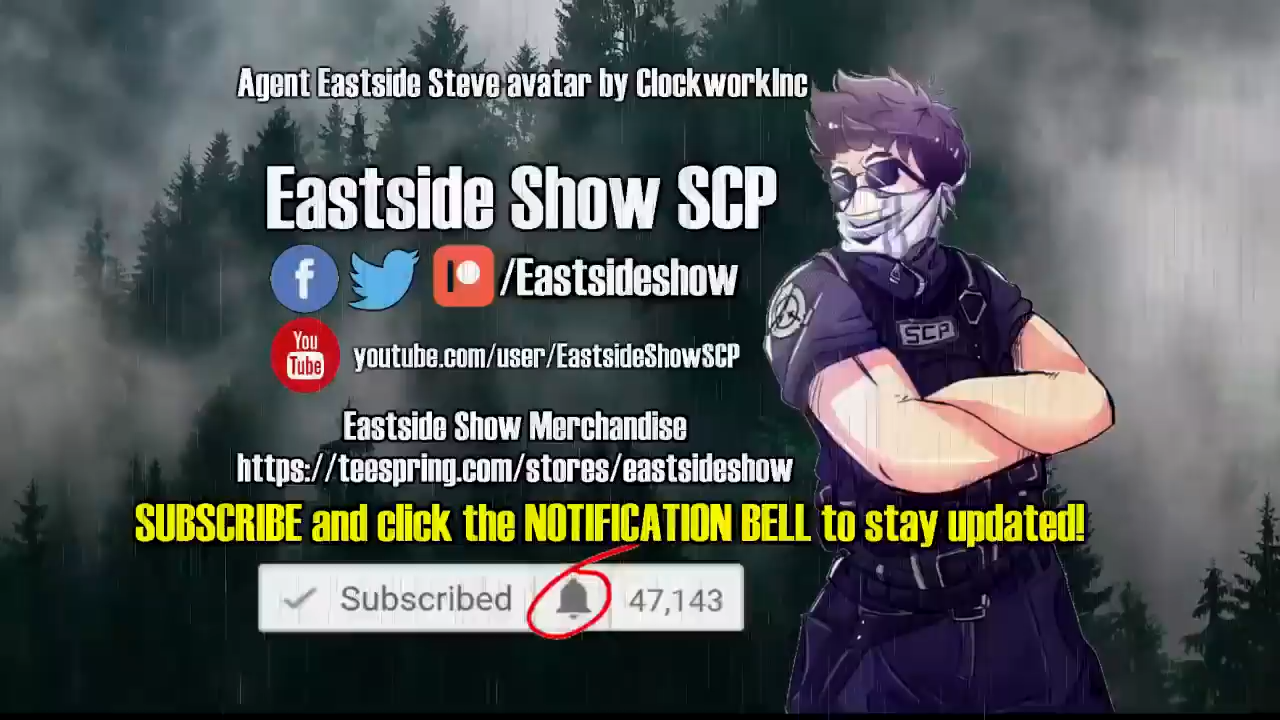 Agent Eastside Steve avatar by ClockworkInc
Eastside Show SCP
f /Eastsideshow
You
Tube
youtube.com/user/EastsideShowSCP
SCP
Eastside Show Merchandise
https://teespring.com/stores/eastsideshow
SUBSCRIBE and click the NOTIFICATION BELL to stay updated!
Subscribed 47,143